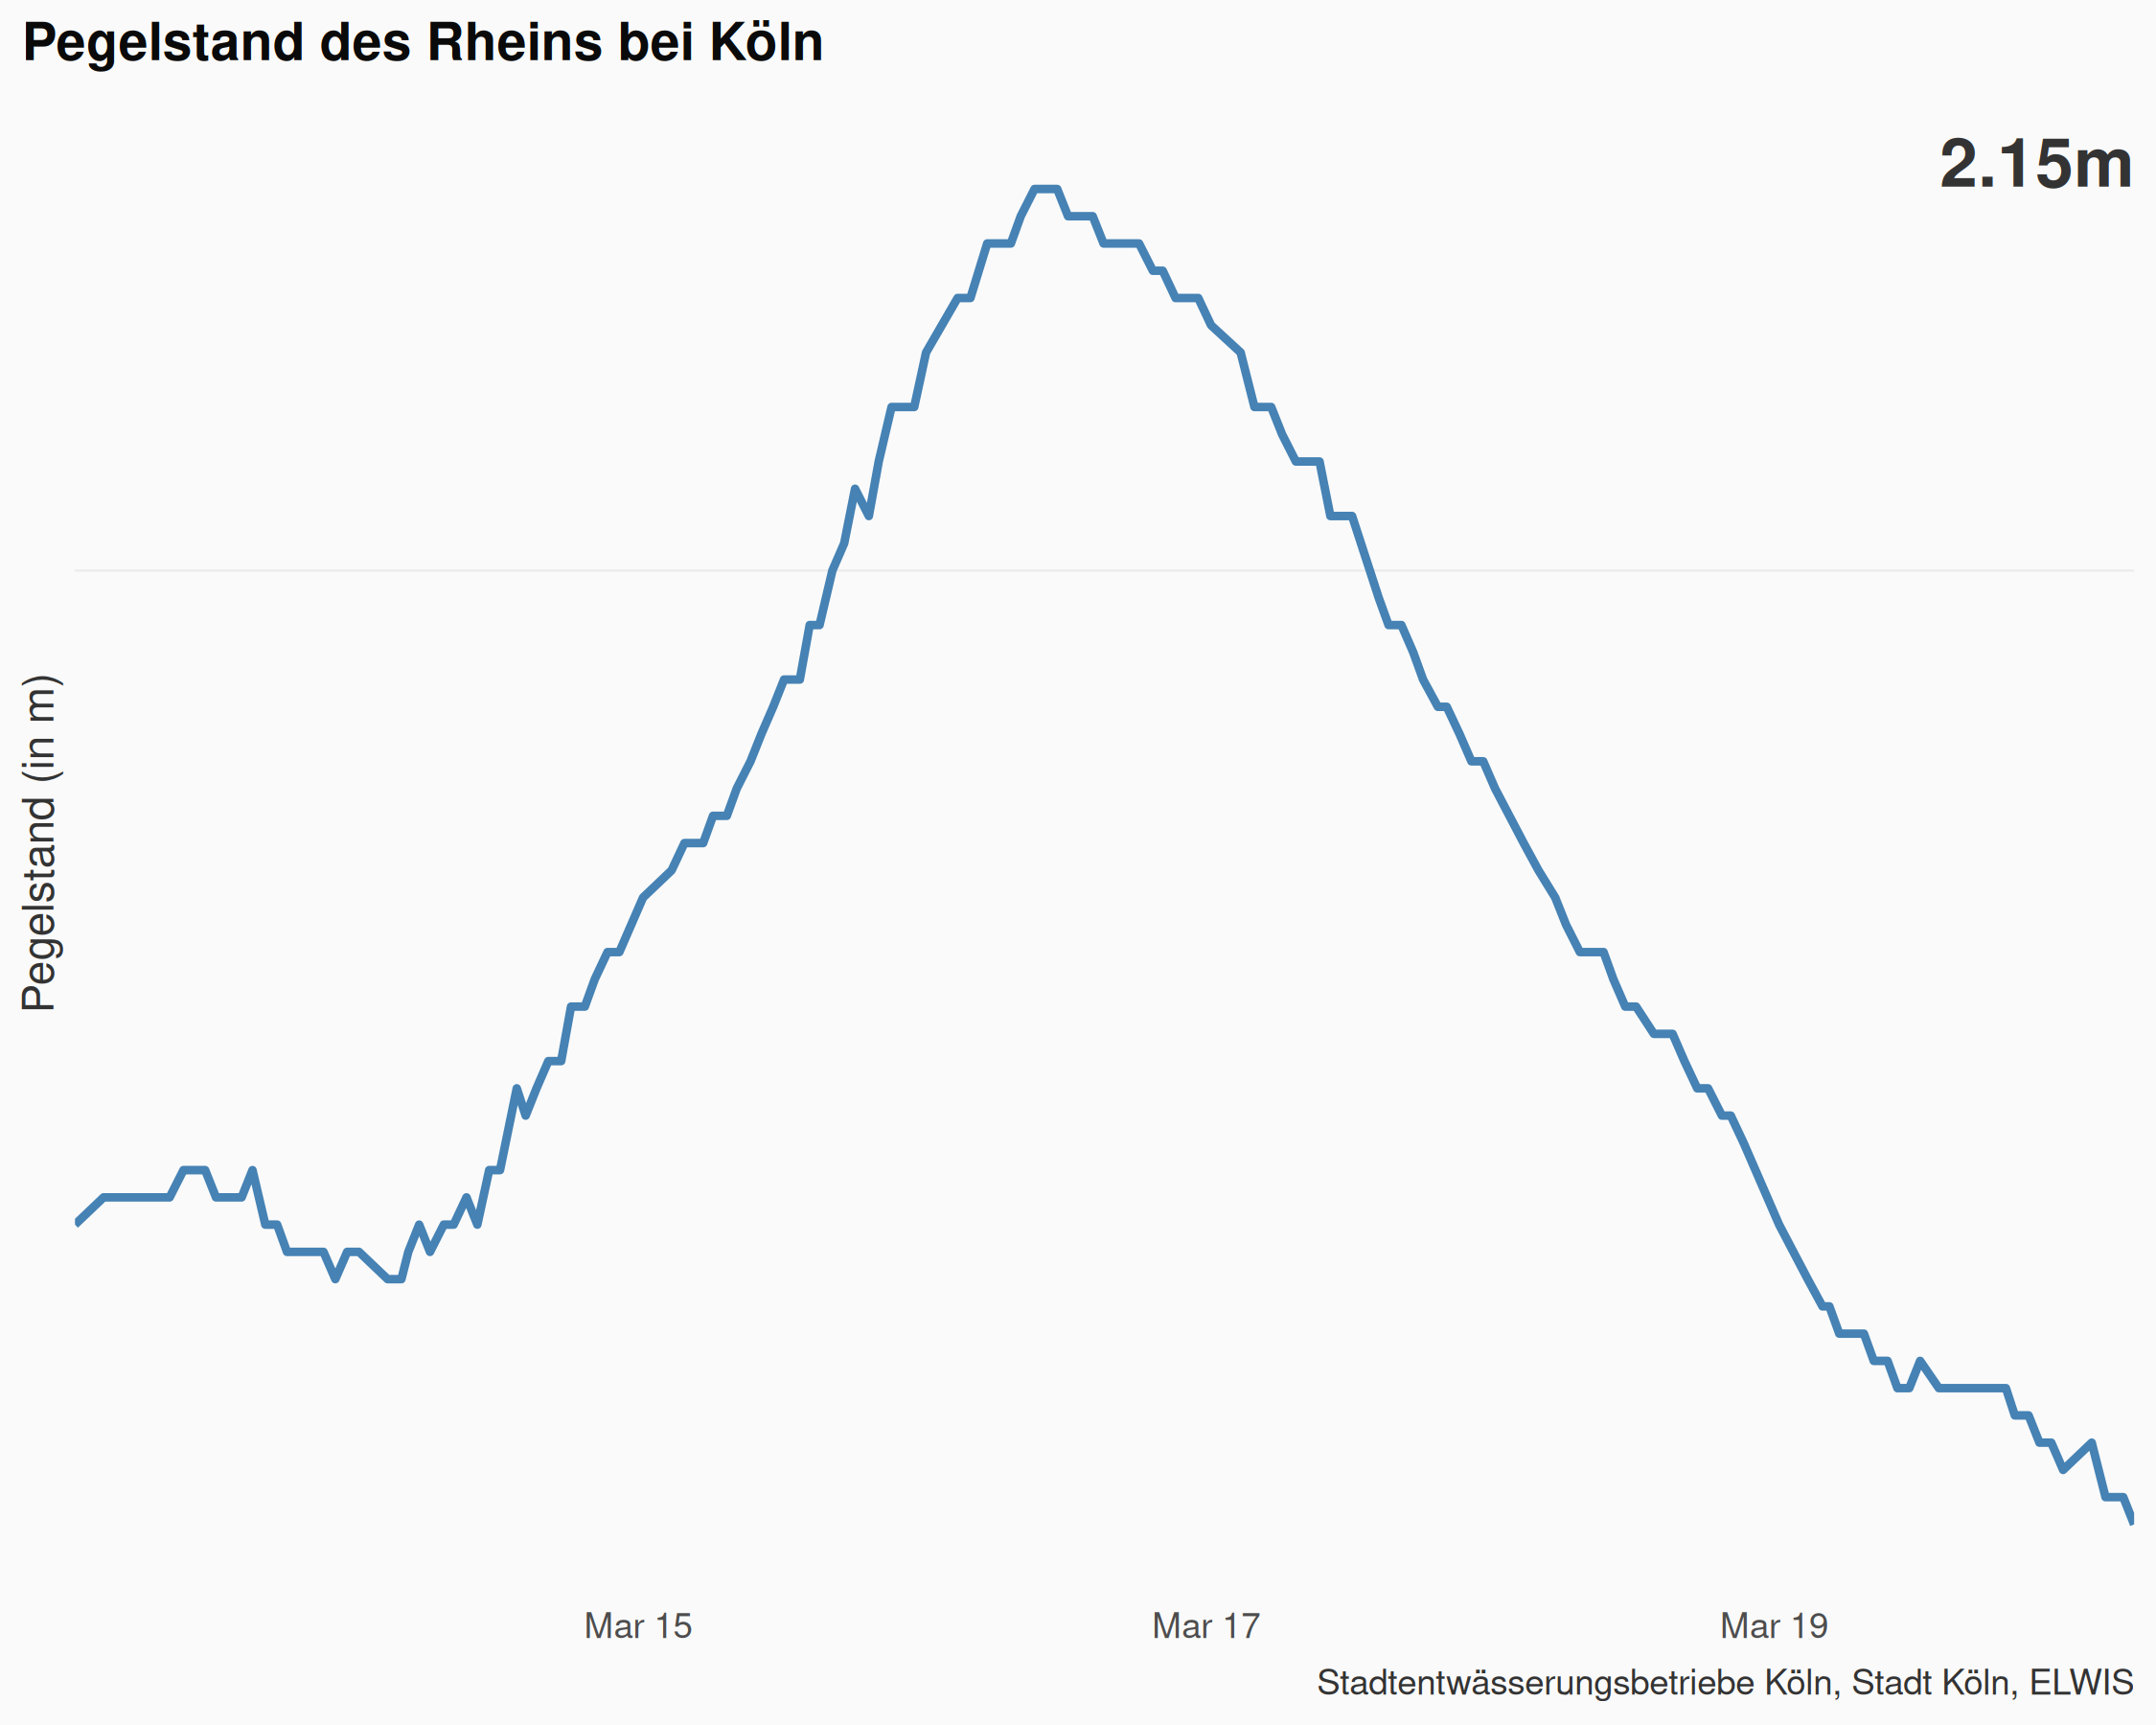 Pegelstand des Rheins bei Köln
2.15m
Pegelstand (in m)
Mar 15
Mar 17
Mar 19
Stadtentwässerungsbetriebe Köln, Stadt Köln, ELWIS